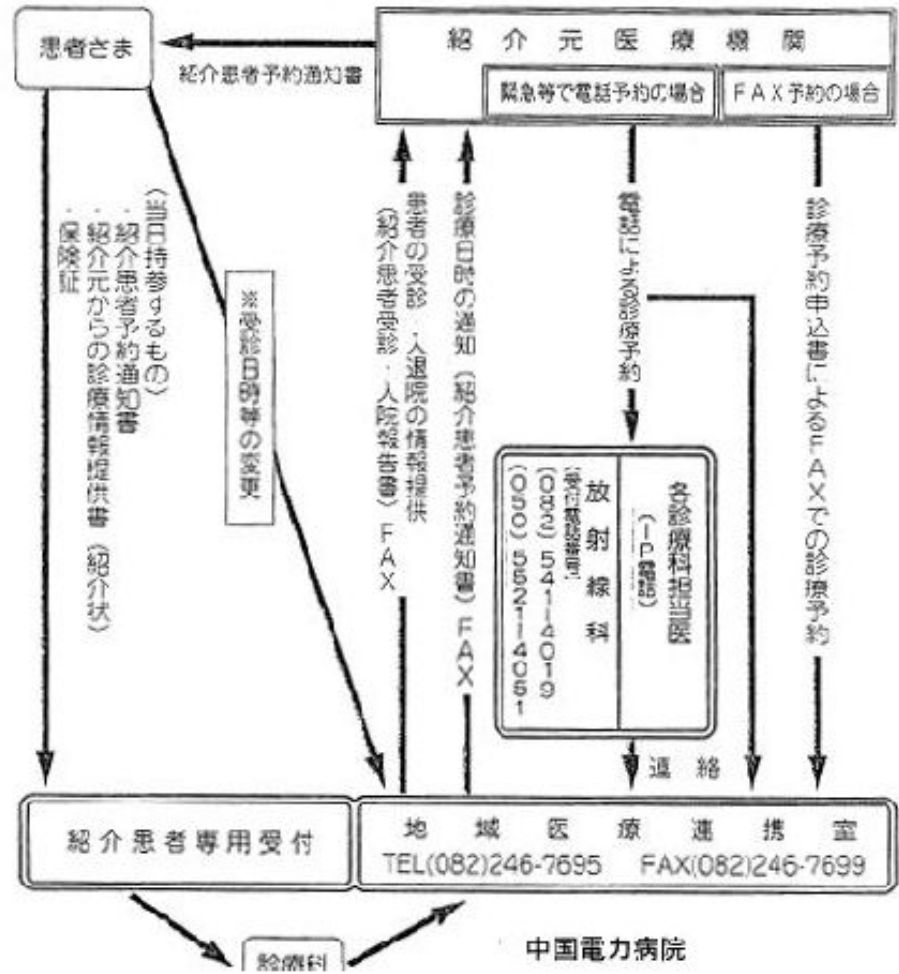 患者さま
紹介元医療機関
紹介患者予約通知書
緊急等で電話予約の場合
FAX予約の場合
(当日持参するもの)
・紹介患者予約通知書
・紹介元からの診療情報提供書(紹介状)
・保険証
※受診日時等の変更
患者の受診・入退院の情報提供
(紹介患者受診・入院報告書)FAX
診療日時の通知(紹介患者予約通知書)FAX
電話による診療予約
診療予約申込書によるFAXでの診療予約
各診療科担当医
(IP電話)
放射線科
(受付電話番号)
(082)541-4019
連絡
紹介患者専用受付
地域医療連携室
TEL(082)246-7695 FAX(082)246-7699
診療科
中国電力病院